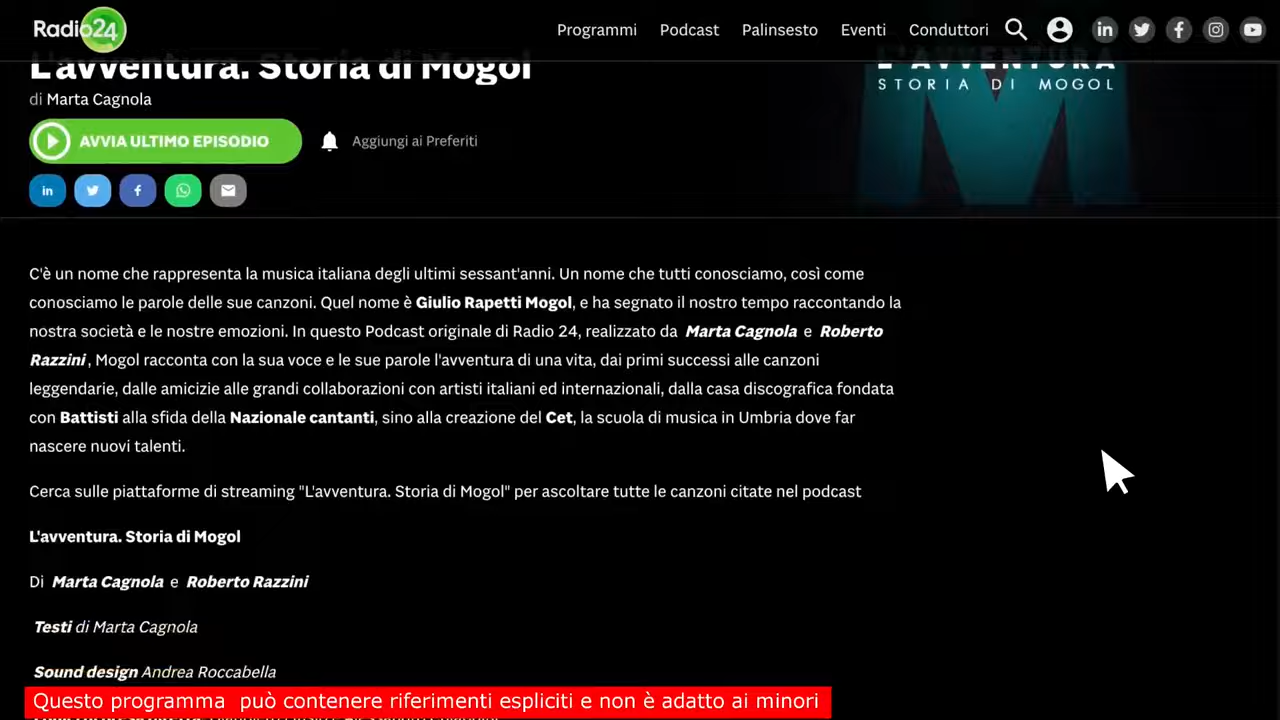 Radio24
Programmi Podcast Palinsesto Eventi Conduttori
L'avventura. Storia di Mogol
di Marta Cagnola
AVVIA ULTIMO EPISODIO
Aggiungi ai Preferiti
L'AVVENTURA
STORIA DI MOGOL
C'è un nome che rappresenta la musica italiana degli ultimi sessant'anni. Un nome che tutti conosciamo, così come
conosciamo le parole delle sue canzoni. Quel nome è Giulio Rapetti Mogol, e ha segnato il nostro tempo raccontando la
nostra società e le nostre emozioni. In questo Podcast originale di Radio 24, realizzato da Marta Cagnola e Roberto
Razzini, Mogol racconta con la sua voce e le sue parole l'avventura di una vita, dai primi successi alle canzoni
leggendarie, dalle amicizie alle grandi collaborazioni con artisti italiani ed internazionali, dalla casa discografica fondata
con Battisti alla sfida della Nazionale cantanti, sino alla creazione del Cet, la scuola di musica in Umbria dove far
nascere nuovi talenti.
Cerca sulle piattaforme di streaming "L'avventura. Storia di Mogol" per ascoltare tutte le canzoni citate nel podcast
L'avventura. Storia di Mogol
Di Marta Cagnola e Roberto Razzini
Testi di Marta Cagnola
Sound design Andrea Roccabella
Questo programma può contenere riferimenti espliciti e non è adatto ai minori